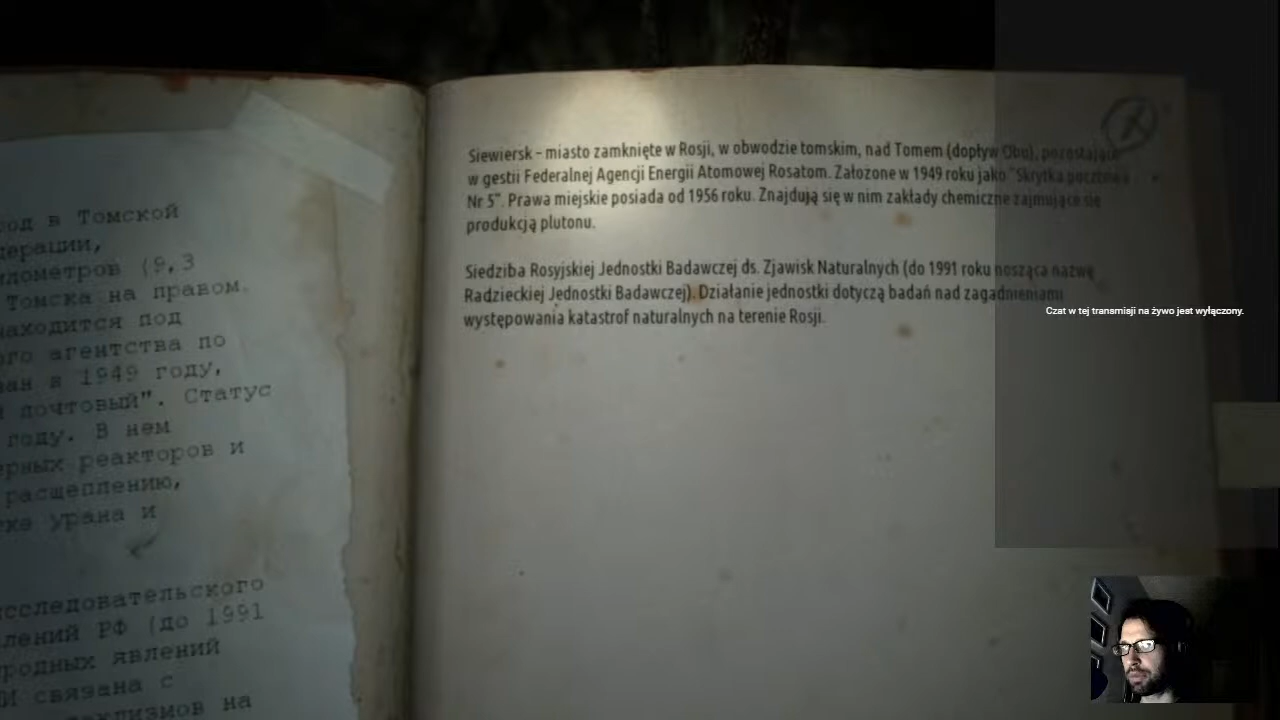 од в Томской
дерации,
илометров (9,3
Томска на правом.
находится под
ого агентства по
ван в 1949 году,
й почтовый". Статус
году. В нем
ерных реакторов и
расщеплению,
ке урана и
исследовательского
лений РФ (до 1991
родных явлений
И связана с
на
Siewiersk - miasto zamknięte w Rosji, w obwodzie tomskim, nad Tomem (dopływ Obu), pozostające
w gestii Federalnej Agencji Energii Atomowej Rosatom. Założone w 1949 roku jako "Skrytka pocztowa
Nr 5". Prawa miejskie posiada od 1956 roku. Znajdują się w nim zakłady chemiczne zajmujące się
produkcją plutonu.
Siedziba Rosyjskiej Jednostki Badawczej ds. Zjawisk Naturalnych (do 1991 roku nosząca nazwę
Radzieckiej Jednostki Badawczej). Działanie jednostki dotyczą badań nad zagadnieniami
występowania katastrof naturalnych na terenie Rosji.
Czat w tej transmisji na żywo jest wyłączony.